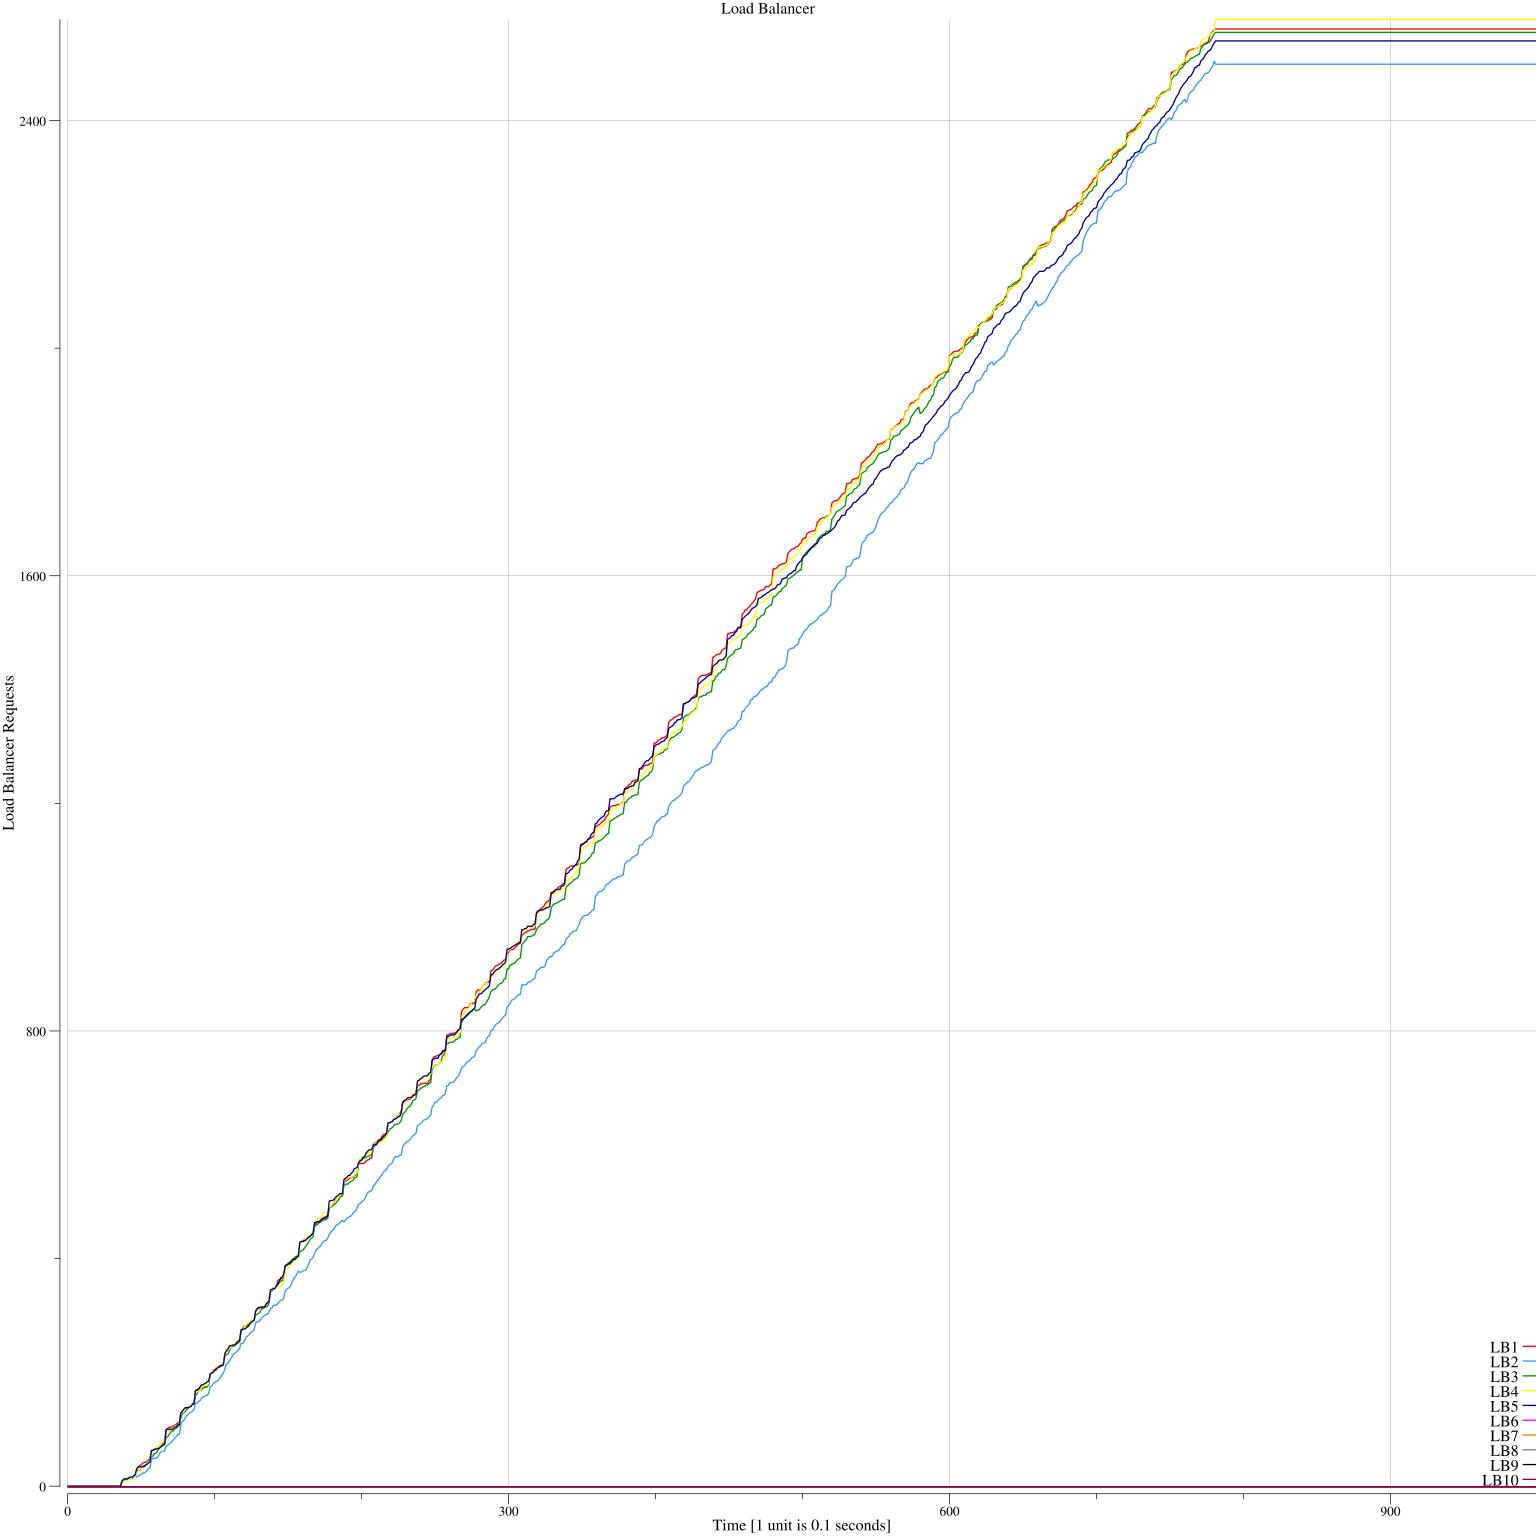 Load Balancer
2400
1600
800
0
Load Balancer Requests
LB1
LB2
LB3
LB4
LB5
LB6
LB7
LB8
LB9
LB10
0
300
600
900
Time [1 unit is 0.1 seconds]